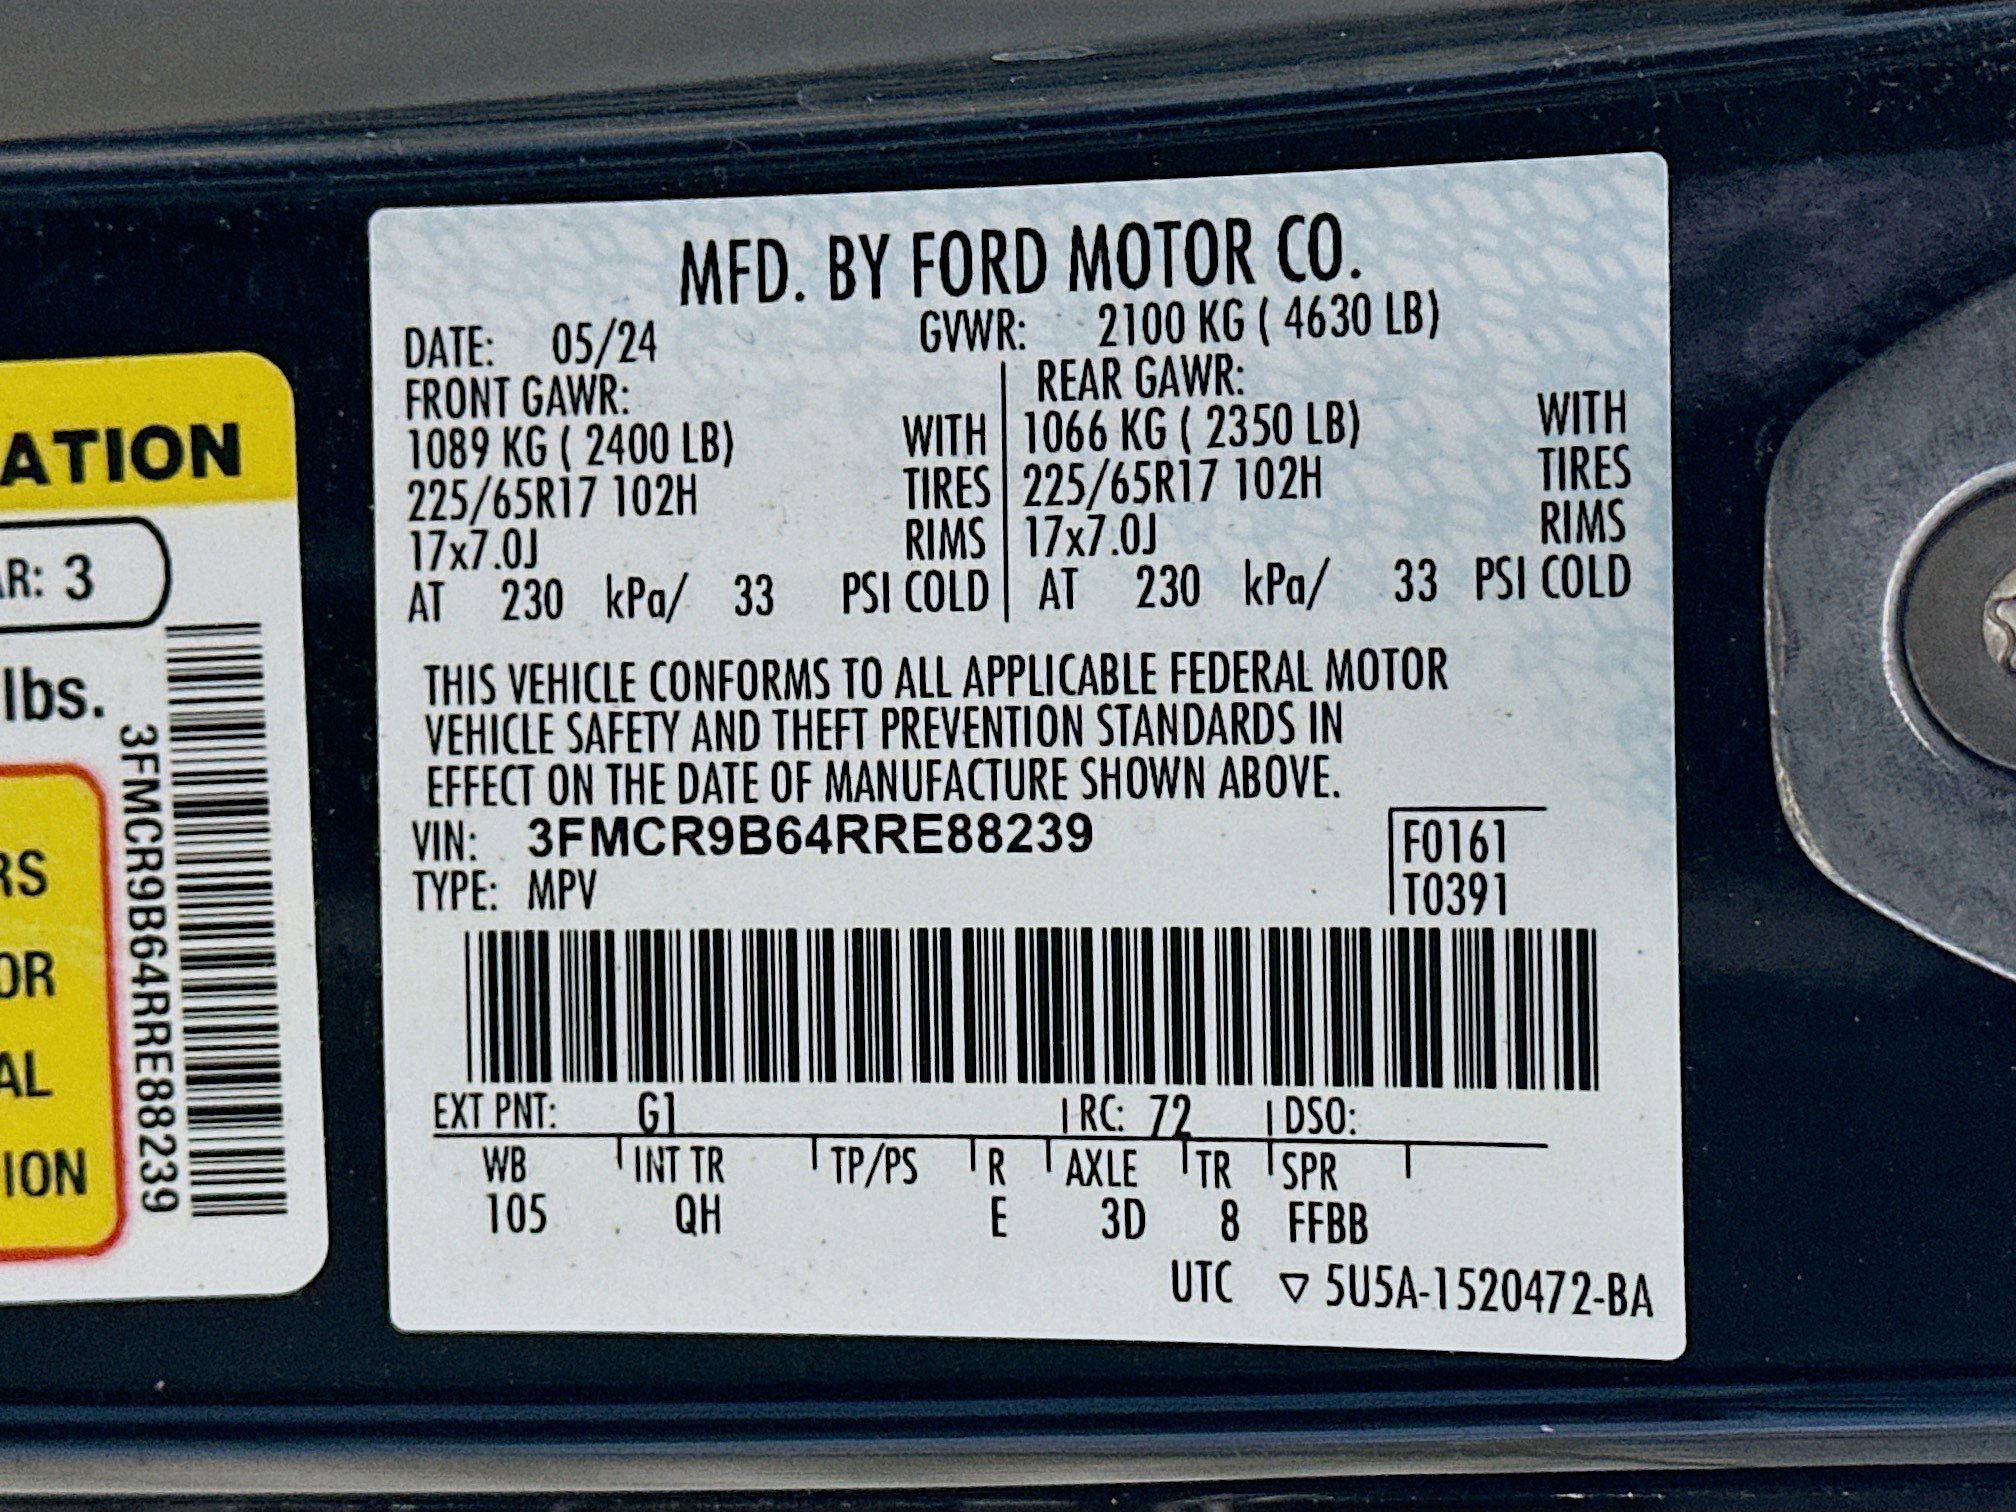 MFD. BY FORD MOTOR CO.
DATE: 05/24 GVWR: 2100 KG ( 4630 LB)
FRONT GAWR: REAR GAWR:
1089 KG ( 2400 LB) WITH 1066 KG ( 2350 LB) WITH
225/65R17 102H TIRES 225/65R17 102H TIRES
17x7.0J RIMS 17x7.0J RIMS
AT 230 kPa/ 33 PSI COLD AT 230 kPa/ 33 PSI COLD
THIS VEHICLE CONFORMS TO ALL APPLICABLE FEDERAL MOTOR
VEHICLE SAFETY AND THEFT PREVENTION STANDARDS IN
EFFECT ON THE DATE OF MANUFACTURE SHOWN ABOVE.
VIN: 3FMCR9B64RRE88239 F0161
TYPE: MPV T0391
EXT PNT: G1 RC: 72 DSO:
WB INT TR TP/PS R AXLE TR SPR
105 QH E 3D 8 FFBB
UTC ▽ 5U5A-1520472-BA
ATION
AR: 3
lbs.
RS
OR
AL
ION
3FMCR9B64RRE88239